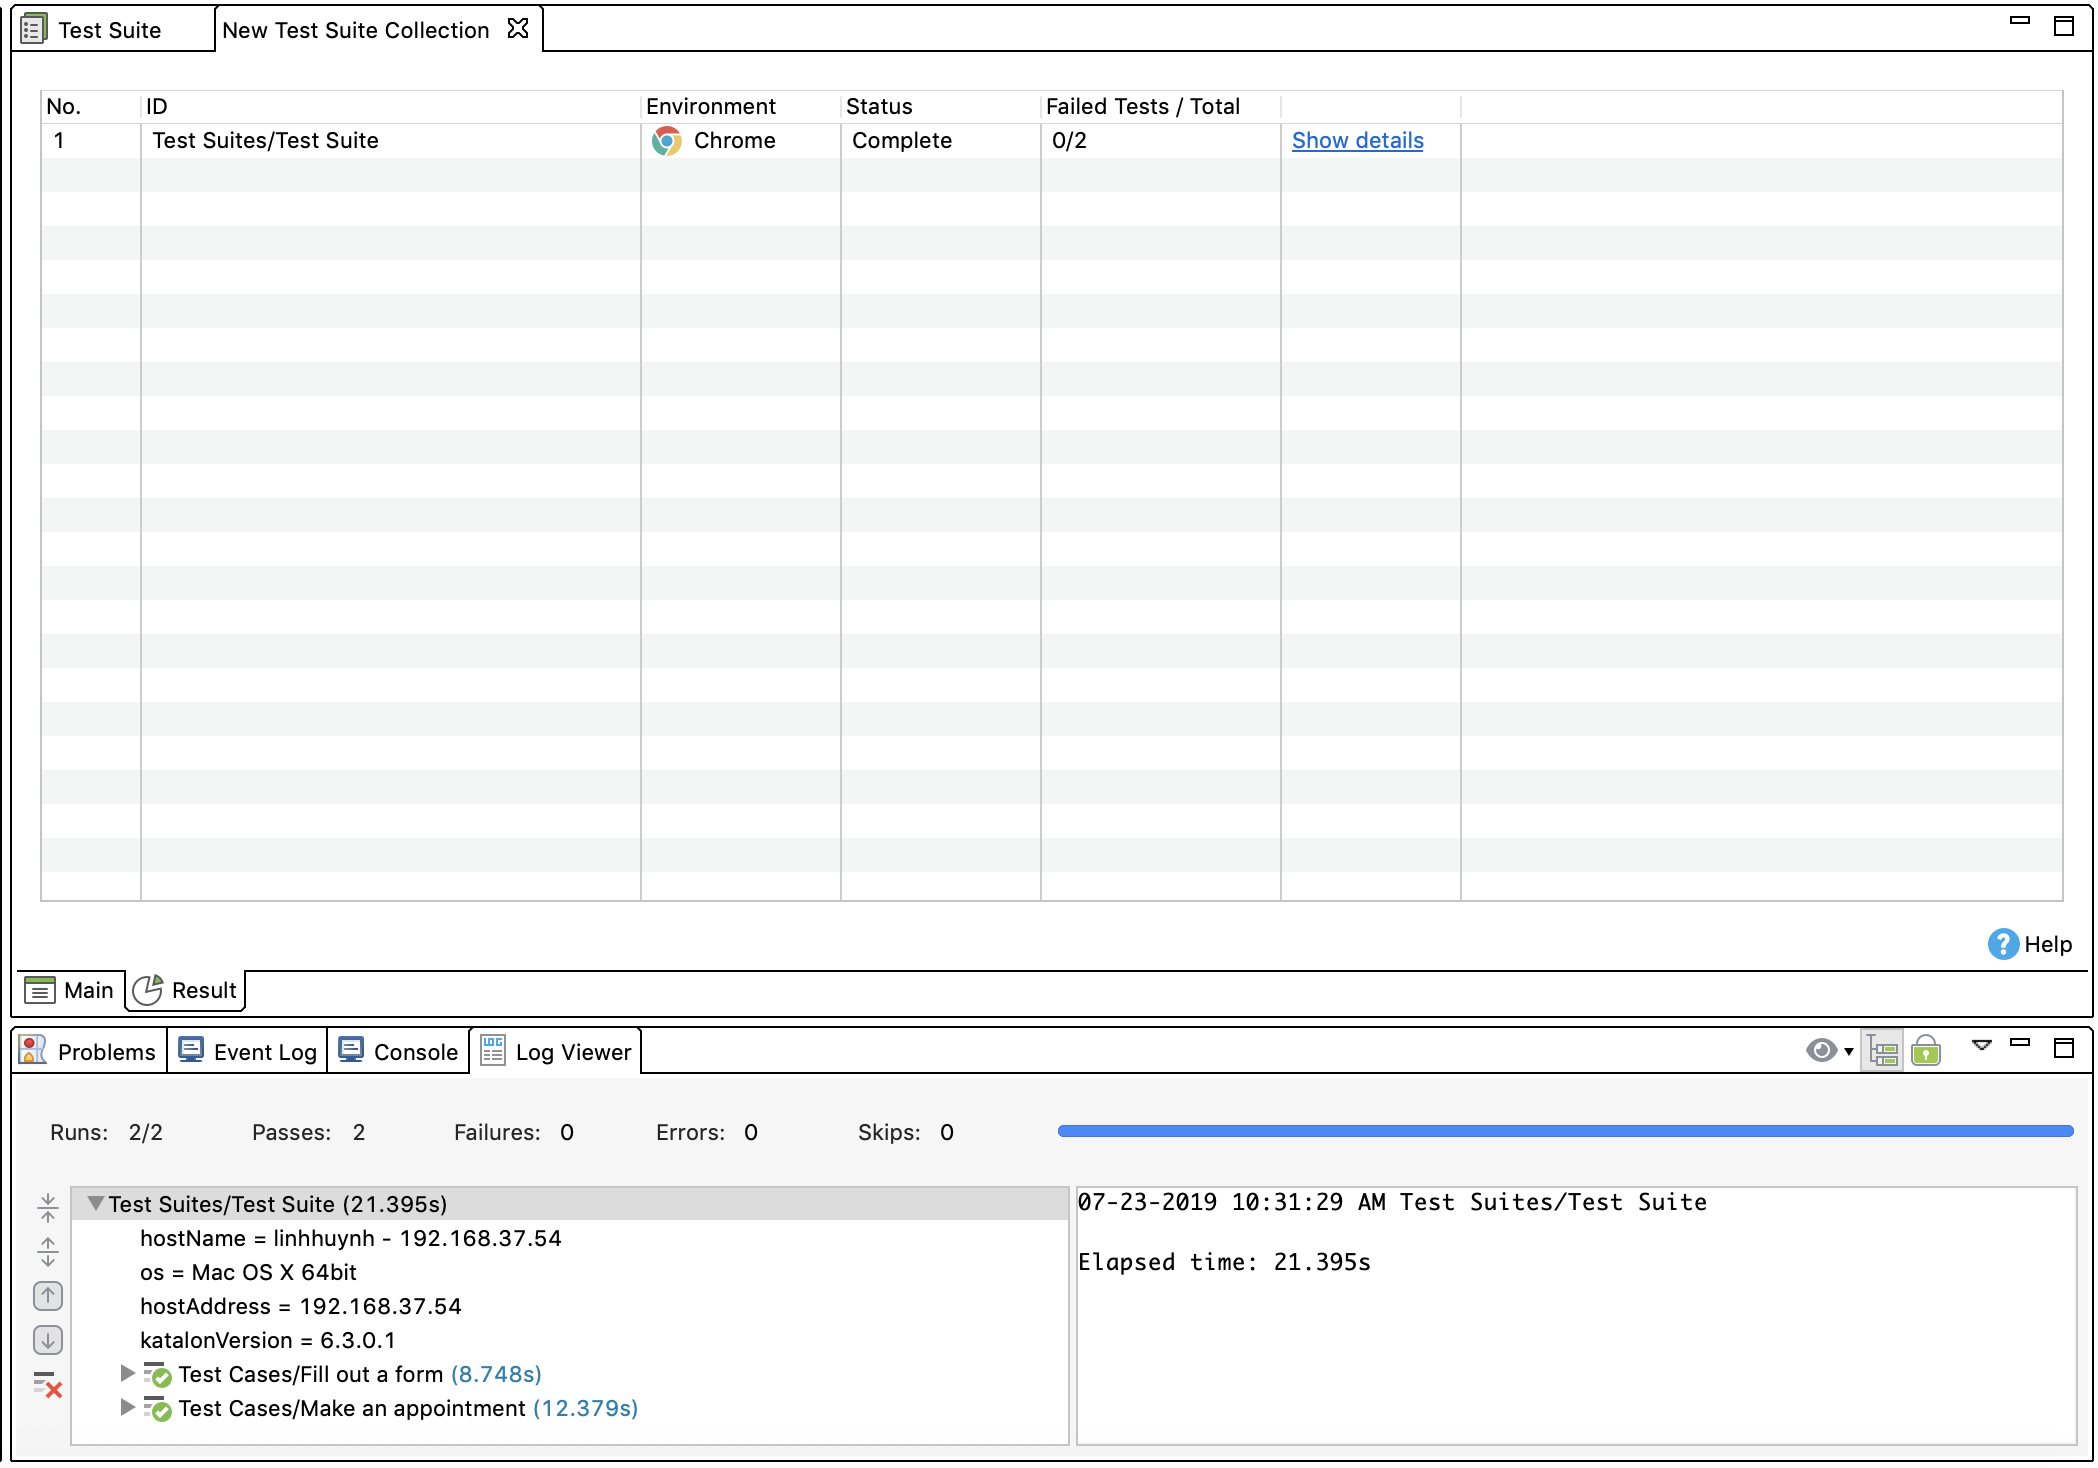 Test Suite
New Test Suite Collection
No. ID Environment Status Failed Tests / Total
1 Test Suites/Test Suite Chrome Complete 0/2 Show details
Help
Main Result
Problems Event Log Console Log Viewer
Runs: 2/2 Passes: 2 Failures: 0 Errors: 0 Skips: 0
Test Suites/Test Suite (21.395s)
hostName = linhhuynh - 192.168.37.54
os = Mac OS X 64bit
hostAddress = 192.168.37.54
katalonVersion = 6.3.0.1
Test Cases/Fill out a form (8.748s)
Test Cases/Make an appointment (12.379s)
07-23-2019 10:31:29 AM Test Suites/Test Suite
Elapsed time: 21.395s